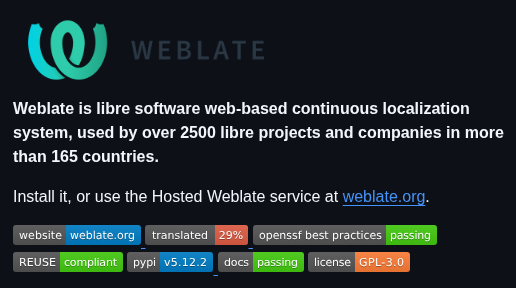 WEBLATE
Weblate is libre software web-based continuous localization
system, used by over 2500 libre projects and companies in more
than 165 countries.
Install it, or use the Hosted Weblate service at weblate.org.
website weblate.org translated 29% openssf best practices passing
REUSE compliant pypi v5.12.2 docs passing license GPL-3.0